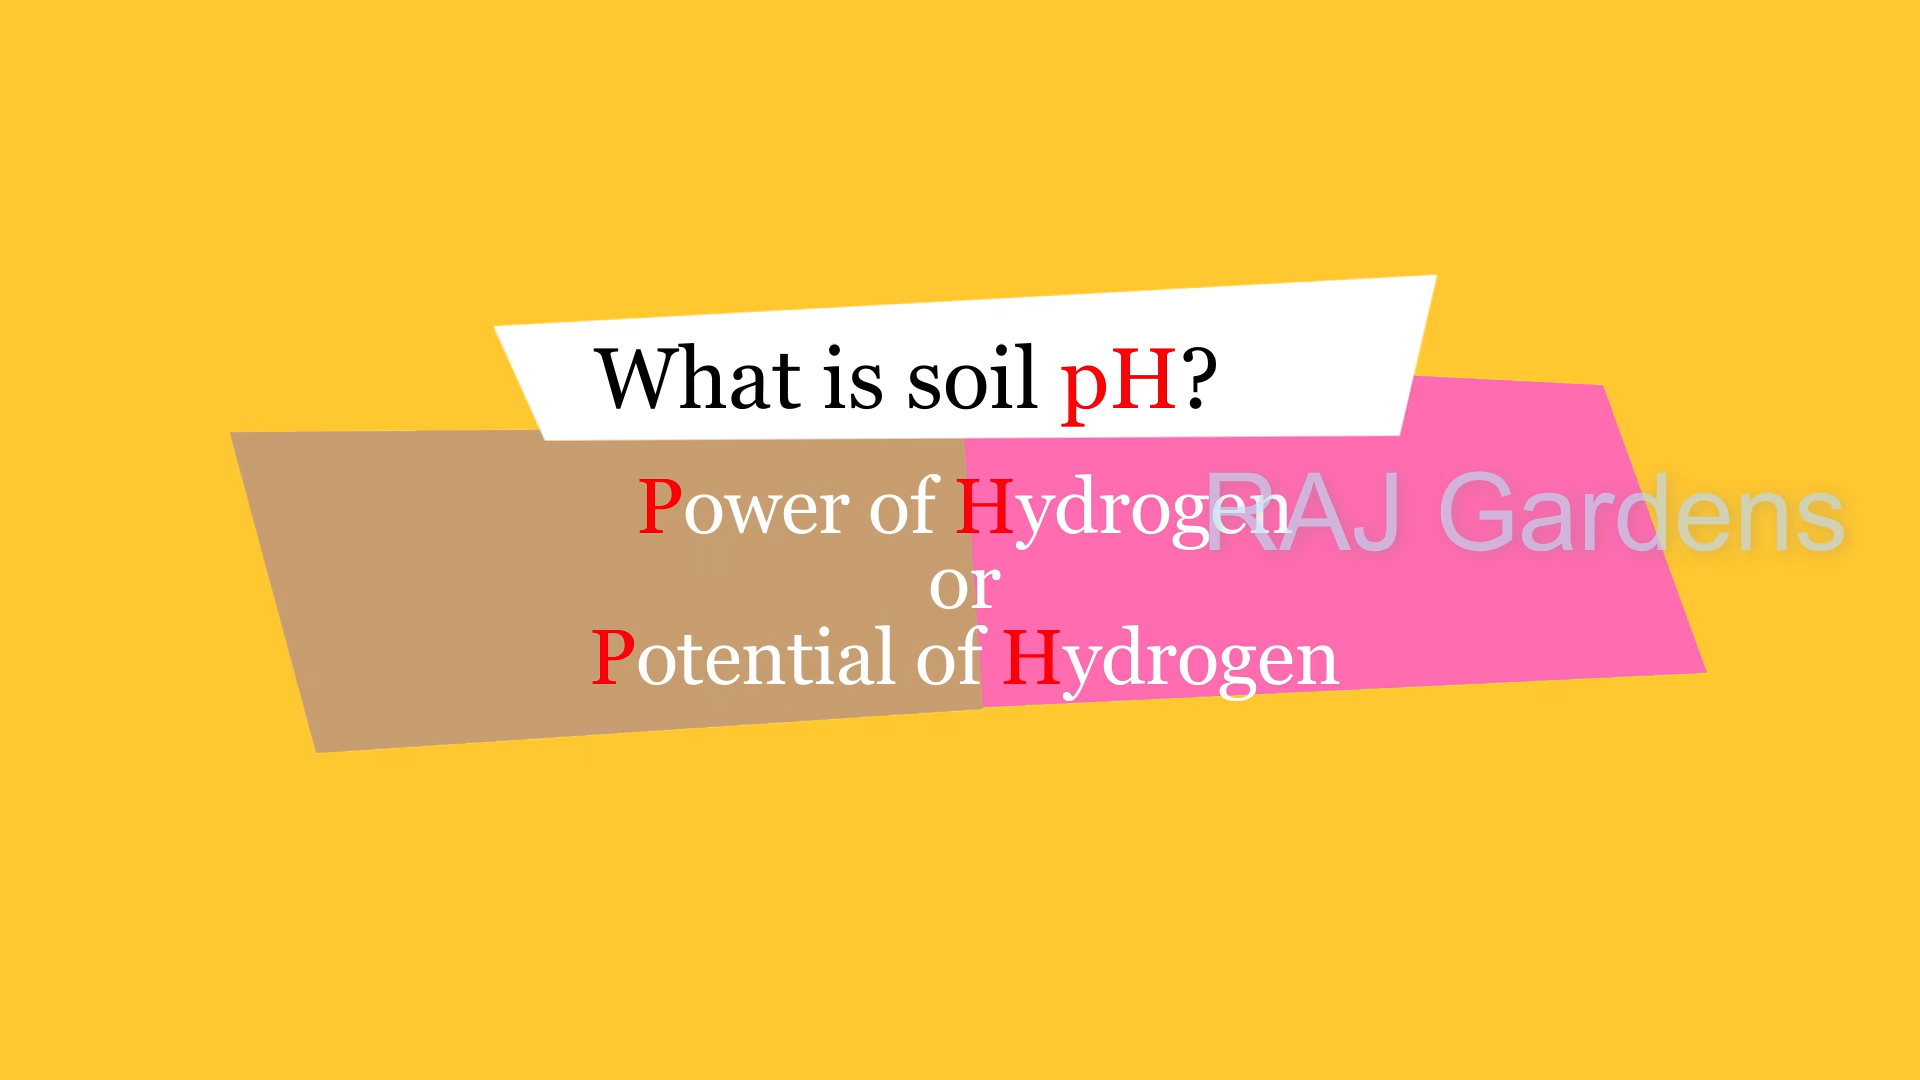 What is soil pH?
Power of Hydrogen
RAJ Gardens
or
Potential of Hydrogen